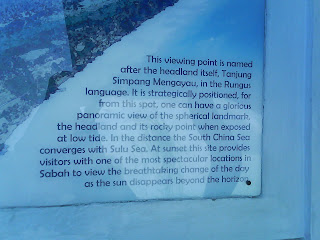 This viewing point is named
after the headland itself, Tanjung
Simpang Mengayau, in the Rungus
language. It is strategically positioned, for
from this spot, one can have a glorious
panoramic view of the spherical landmark,
the headland and its rocky point when exposed
at low tide. In the distance the South China Sea
converges with Sulu Sea. At sunset this site provides
visitors with one of the most spectacular locations in
Sabah to view the breathtaking change of the day
as the sun disappears beyond the horizon